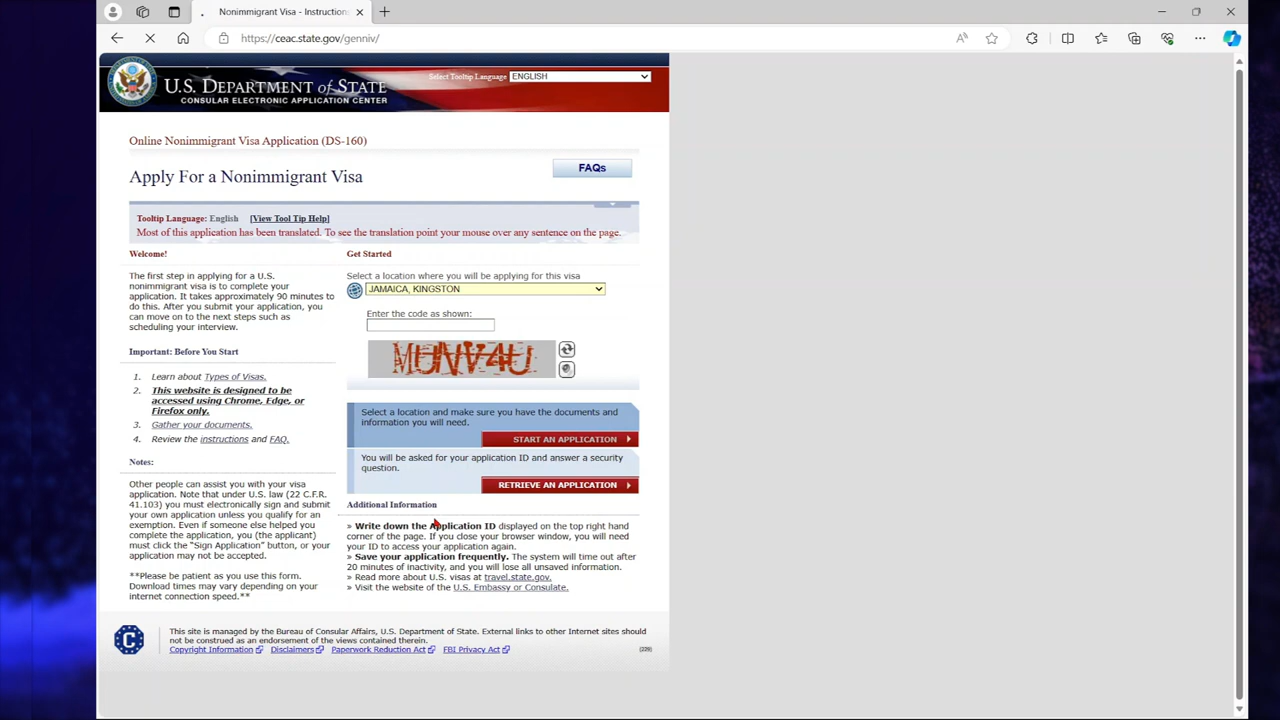 Nonimmigrant Visa - Instructions
https://ceac.state.gov/genniv/
U.S. DEPARTMENT of STATE
CONSULAR ELECTRONIC APPLICATION CENTER
Select Tooltip Language ENGLISH
Online Nonimmigrant Visa Application (DS-160)
Apply For a Nonimmigrant Visa
FAQs
Tooltip Language: English [View Tool Tip Help]
Most of this application has been translated. To see the translation point your mouse over any sentence on the page.
Welcome!
The first step in applying for a U.S.
nonimmigrant visa is to complete your
application. It takes approximately 90 minutes to
do this. After you submit your application, you
can move on to the next steps such as
scheduling your interview.
Important: Before You Start
1. Learn about Types of Visas.
2. This website is designed to be
accessed using Chrome, Edge, or
Firefox only.
3. Gather your documents.
4. Review the instructions and FAQ.
Notes:
Other people can assist you with your visa
application. Note that under U.S. law (22 C.F.R.
41.103) you must electronically sign and submit
your own application unless you qualify for an
exemption. Even if someone else helped you
complete the application, you (the applicant)
must click the "Sign Application" button, or your
application may not be accepted.
**Please be patient as you use this form.
Download times may vary depending on your
internet connection speed.**
Get Started
Select a location where you will be applying for this visa
JAMAICA, KINGSTON
Enter the code as shown:
MUNV4U
Select a location and make sure you have the documents and
information you will need.
START AN APPLICATION
You will be asked for your application ID and answer a security
question.
RETRIEVE AN APPLICATION
Additional Information
» Write down the Application ID displayed on the top right hand
corner of the page. If you close your browser window, you will need
your ID to access your application again.
» Save your application frequently. The system will time out after
20 minutes of inactivity, and you will lose all unsaved information.
» Read more about U.S. visas at travel.state.gov.
» Visit the website of the U.S. Embassy or Consulate.
C
This site is managed by the Bureau of Consular Affairs, U.S. Department of State. External links to other Internet sites should
not be construed as an endorsement of the views contained therein.
Copyright Information Disclaimers Paperwork Reduction Act FBI Privacy Act